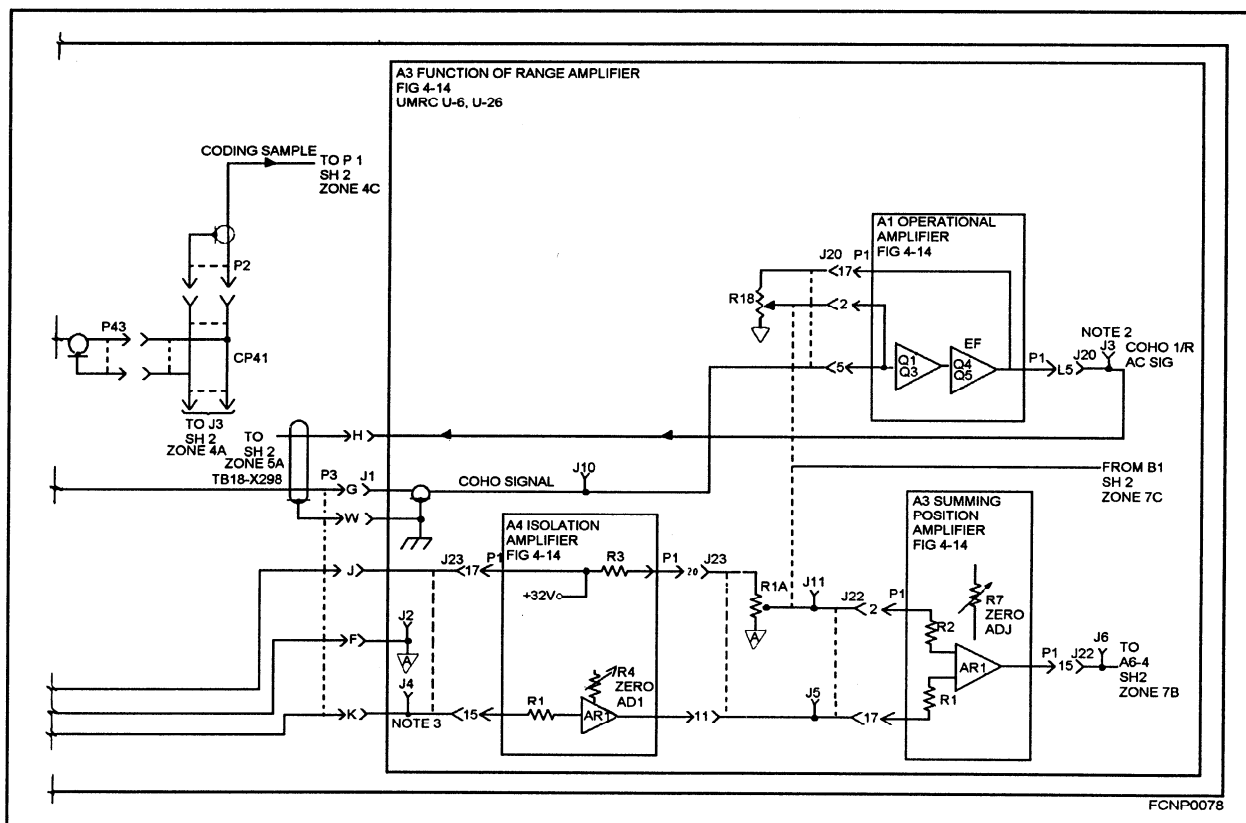 A3 FUNCTION OF RANGE AMPLIFIER
FIG 4-14
UMRC U-6, U-26
CODING SAMPLE
TO P 1
SH 2
ZONE 4C
P2
P43
CP41
TO J3
SH 2
ZONE 4A
TO
SH 2
ZONE 5A
TB18-X298
H
P3
G
J1
COHO SIGNAL
J10
W
A1 OPERATIONAL
AMPLIFIER
FIG 4-14
J20
P1
17
R18
2
5
Q1
Q3
EF
Q4
Q5
P1
L5
J20
NOTE 2
J3
COHO 1/R
AC SIG
FROM B1
SH 2
ZONE 7C
A4 ISOLATION
AMPLIFIER
FIG 4-14
J
J23
17
P1
R3
+32V
P1
20
J23
R1A
A
J11
J22
2
P1
F
J2
A
J4
K
NOTE 3
15
R1
R4
ZERO
AD1
AR1
11
J5
17
A3 SUMMING
POSITION
AMPLIFIER
FIG 4-14
R7
ZERO
ADJ
R2
AR1
R1
P1
15
J22
J6
TO
A6-4
SH2
ZONE 7B
FCNP0078